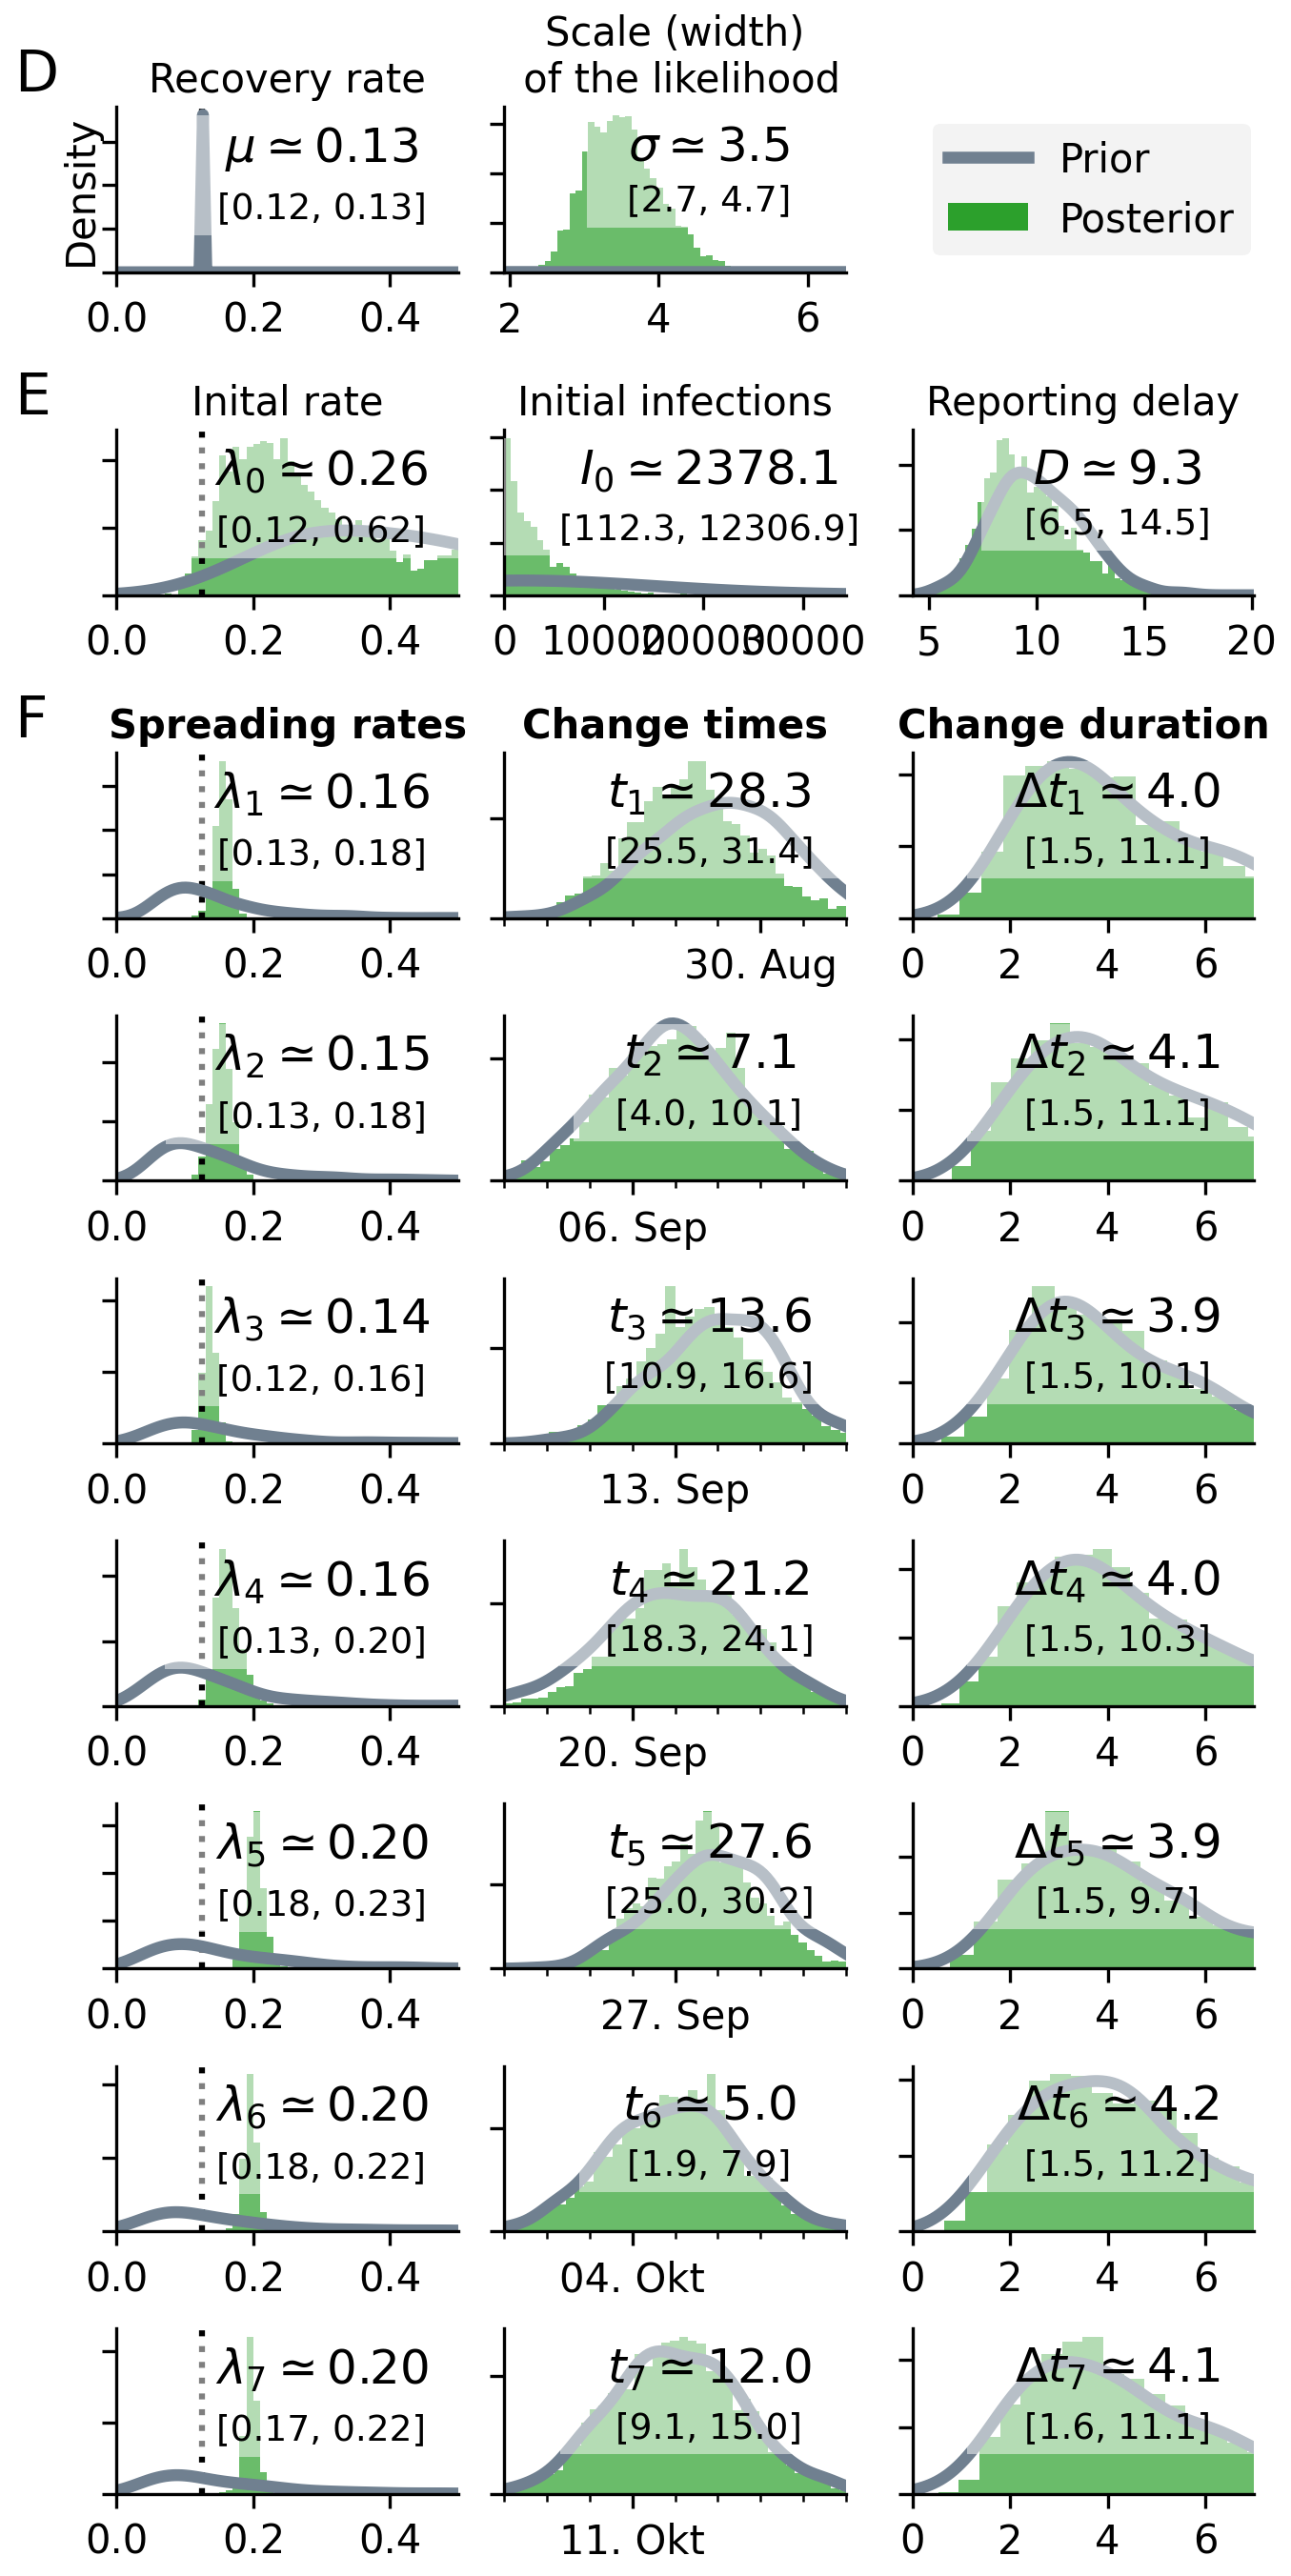 D
Recovery rate
Scale (width)
of the likelihood
Density
μ ≃ 0.13
[0.12, 0.13]
σ ≃ 3.5
[2.7, 4.7]
Prior
Posterior
0.0 0.2 0.4
2 4 6
E
Inital rate
Initial infections
Reporting delay
λ0 ≃ 0.26
[0.12, 0.62]
I0 ≃ 2378.1
[112.3, 12306.9]
D ≃ 9.3
[6.5, 14.5]
0.0 0.2 0.4
0 10000 20000 30000
5 10 15 20
F
Spreading rates
Change times
Change duration
λ1 ≃ 0.16
[0.13, 0.18]
t1 ≃ 28.3
[25.5, 31.4]
Δt1 ≃ 4.0
[1.5, 11.1]
0.0 0.2 0.4
30. Aug
0 2 4 6
λ2 ≃ 0.15
[0.13, 0.18]
t2 ≃ 7.1
[4.0, 10.1]
Δt2 ≃ 4.1
[1.5, 11.1]
0.0 0.2 0.4
06. Sep
0 2 4 6
λ3 ≃ 0.14
[0.12, 0.16]
t3 ≃ 13.6
[10.9, 16.6]
Δt3 ≃ 3.9
[1.5, 10.1]
0.0 0.2 0.4
13. Sep
0 2 4 6
λ4 ≃ 0.16
[0.13, 0.20]
t4 ≃ 21.2
[18.3, 24.1]
Δt4 ≃ 4.0
[1.5, 10.3]
0.0 0.2 0.4
20. Sep
0 2 4 6
λ5 ≃ 0.20
[0.18, 0.23]
t5 ≃ 27.6
[25.0, 30.2]
Δt5 ≃ 3.9
[1.5, 9.7]
0.0 0.2 0.4
27. Sep
0 2 4 6
λ6 ≃ 0.20
[0.18, 0.22]
t6 ≃ 5.0
[1.9, 7.9]
Δt6 ≃ 4.2
[1.5, 11.2]
0.0 0.2 0.4
04. Okt
0 2 4 6
λ7 ≃ 0.20
[0.17, 0.22]
t7 ≃ 12.0
[9.1, 15.0]
Δt7 ≃ 4.1
[1.6, 11.1]
0.0 0.2 0.4
11. Okt
0 2 4 6